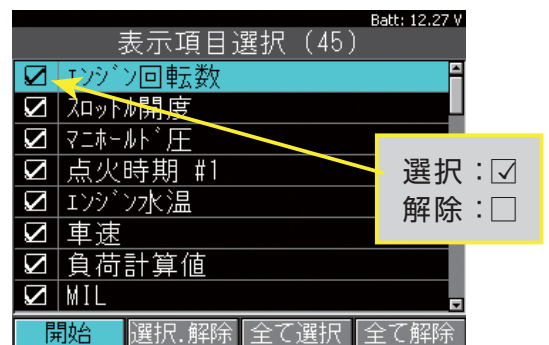 Batt: 12.27 V
表示項目選択 (45)
エンジン回転数
スロットル開度
マニホールド圧
点火時期 #1
エンジン水温
車速
負荷計算値
MIL
選択：☑
解除：☐
開始 選択.解除 全て選択 全て解除